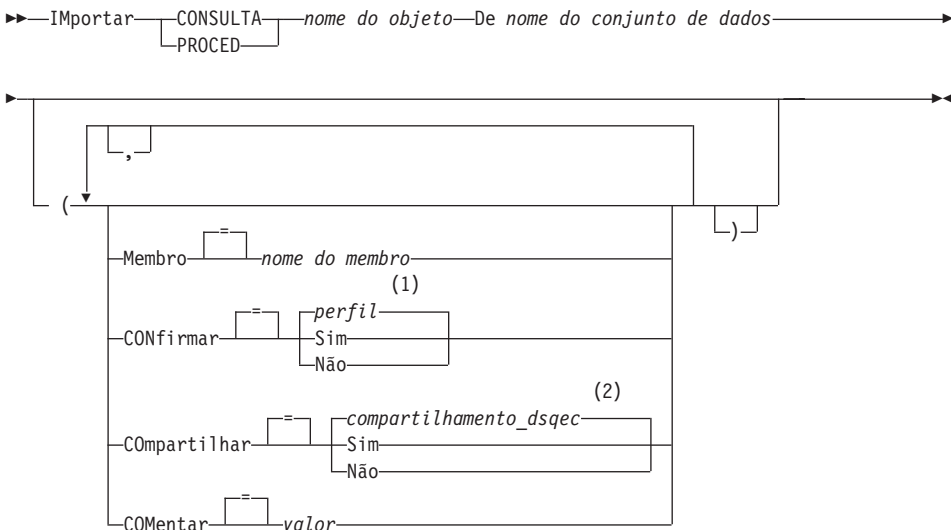 IMportar CONSULTA nome do objeto De nome do conjunto de dados
PROCED
,
( )
=
Membro nome do membro
(1)
= perfil
CONfirmar Sim
Não
(2)
= compartilhamento_dsqec
COmpartilhar Sim
Não
=
COMentar valor